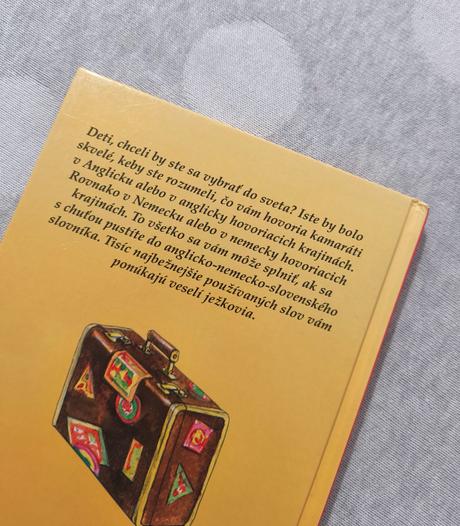 Deti, chceli by ste sa vybrať do sveta? Iste by bolo
skvelé, keby ste rozumeli, čo vám hovoria kamaráti
v Anglicku alebo v anglicky hovoriacich krajinách.
Rovnako v Nemecku alebo v nemecky hovoriacich
krajinách. To všetko sa vám môže splniť, ak sa
s chuťou pustíte do anglicko-nemecko-slovenského
slovníka. Tisíc najbežnejšie používaných slov vám
ponúkajú veselí ježkovia.